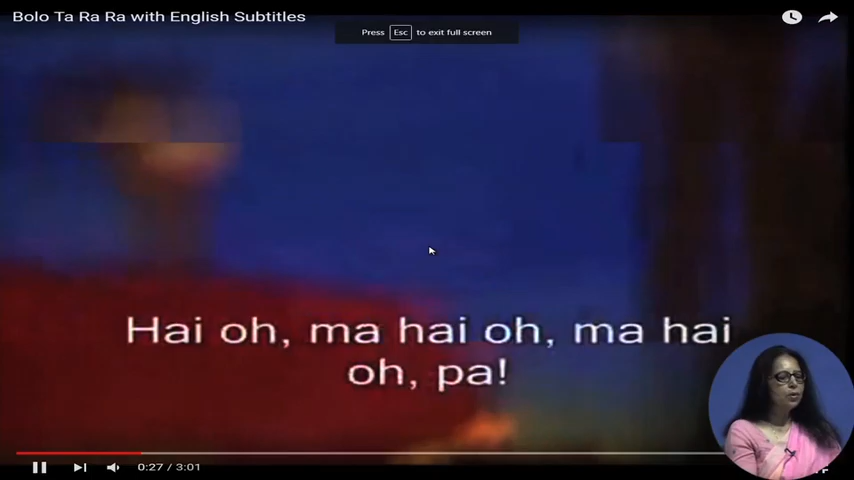 Bolo Ta Ra Ra with English Subtitles
Press Esc to exit full screen
Hai oh, ma hai oh, ma hai
oh, pa!
0:27 / 3:01